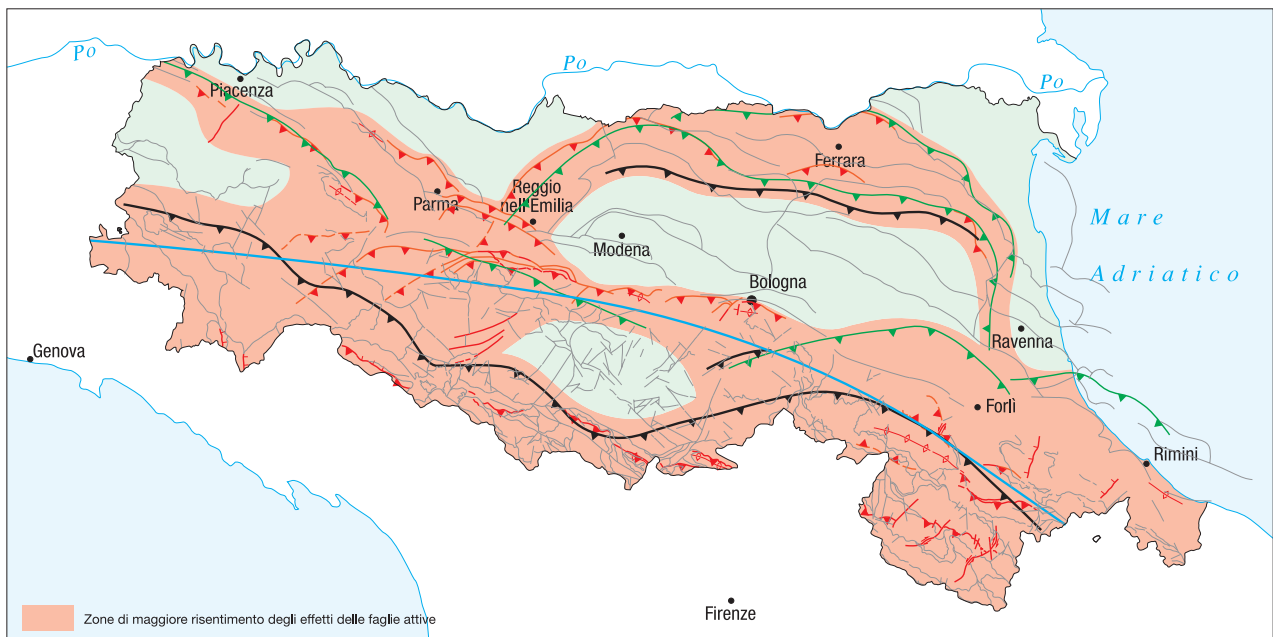 Po
Po
Po
Piacenza
Ferrara
Parma
Reggio
nell'Emilia
Modena
Mare
Adriatico
Bologna
Ravenna
Genova
Forlì
Rimini
Firenze
Zone di maggiore risentimento degli effetti delle faglie attive